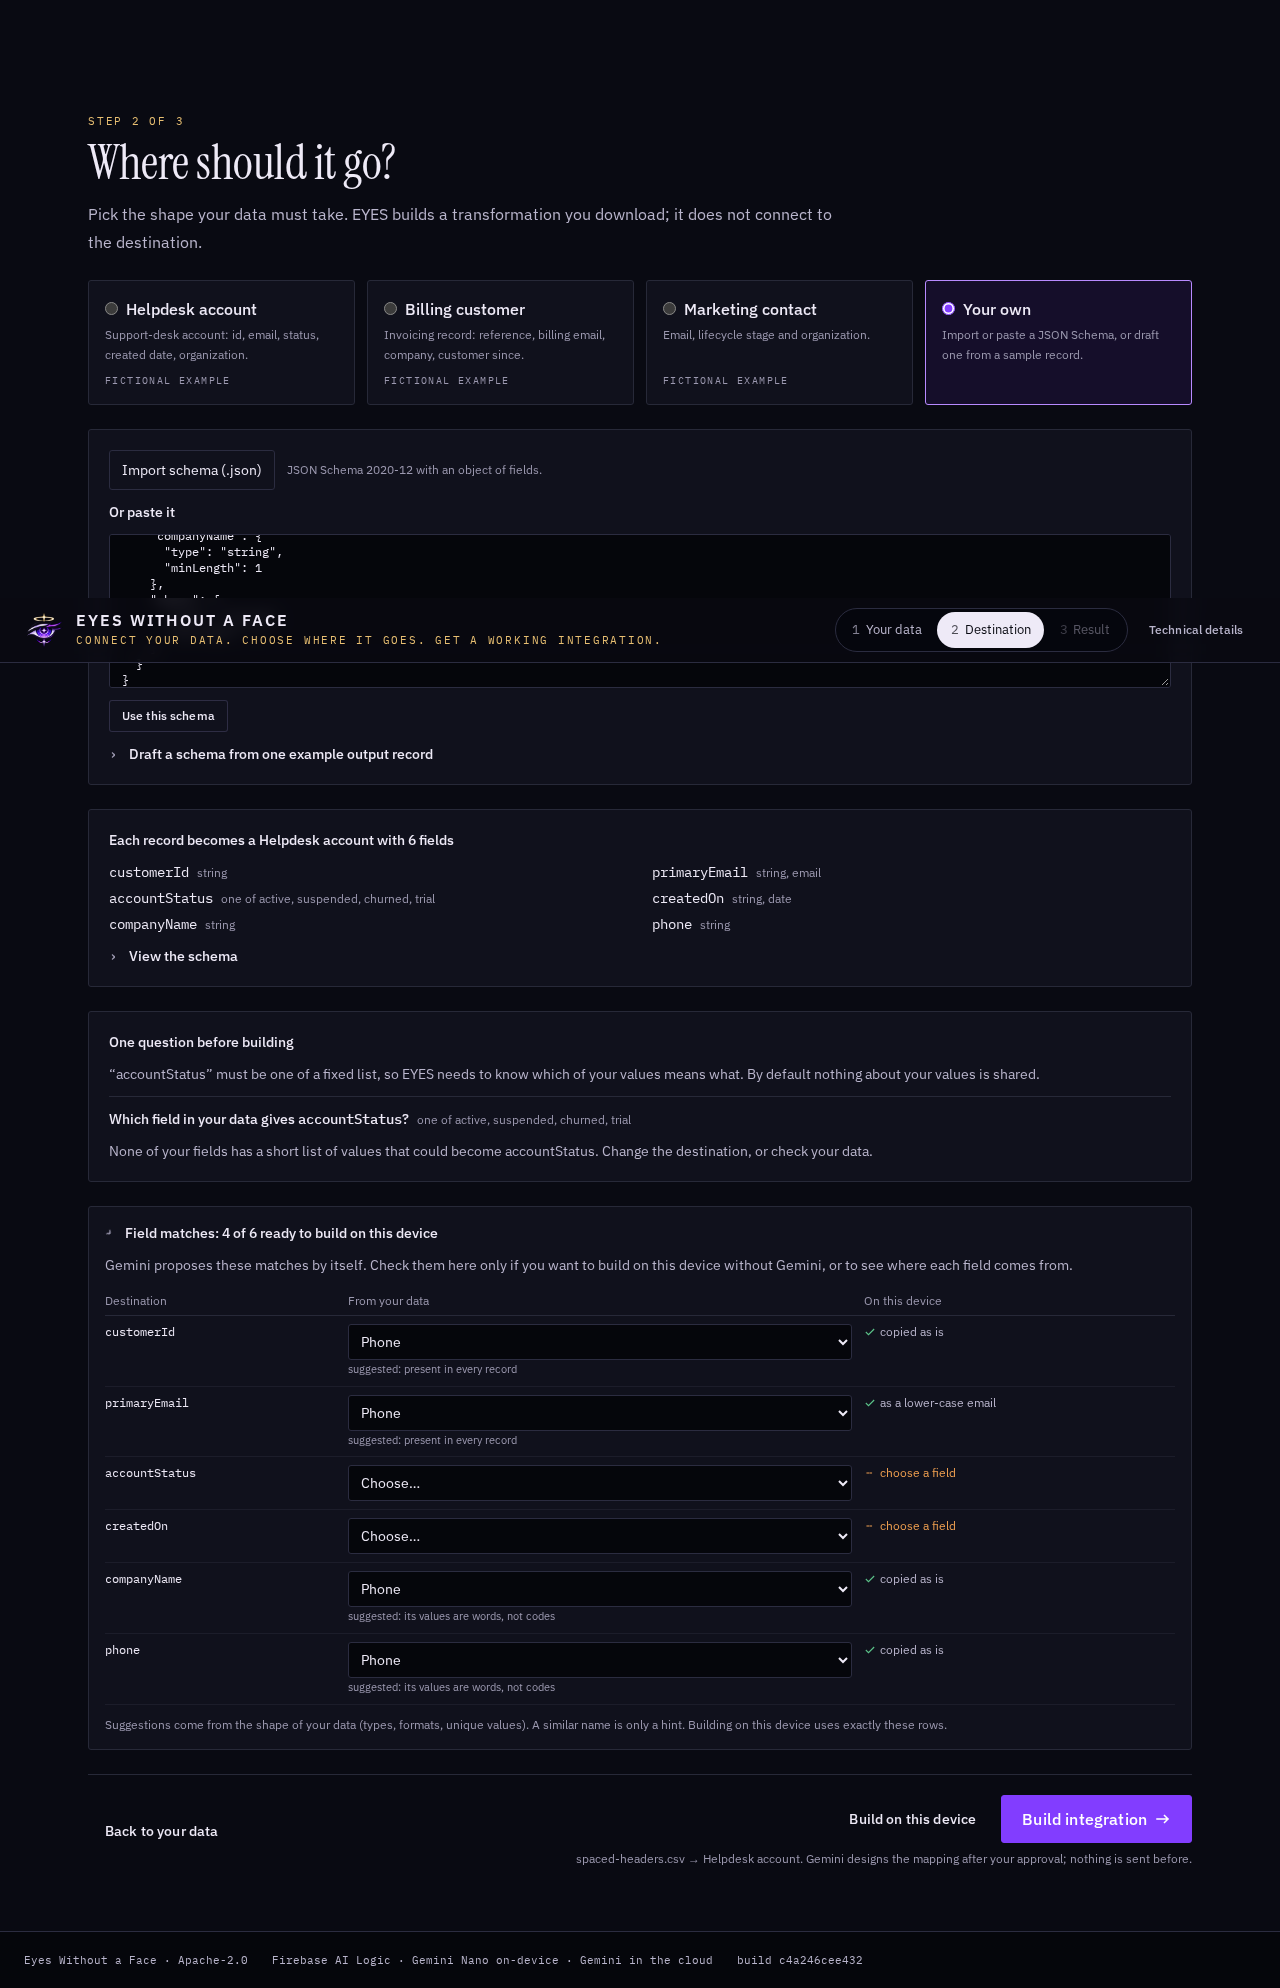 STEP 2 OF 3
Where should it go?
Pick the shape your data must take. EYES builds a transformation you download; it does not connect to
the destination.
Helpdesk account
Support-desk account: id, email, status,
created date, organization.
FICTIONAL EXAMPLE
Billing customer
Invoicing record: reference, billing email,
company, customer since.
FICTIONAL EXAMPLE
Marketing contact
Email, lifecycle stage and organization.
FICTIONAL EXAMPLE
Your own
Import or paste a JSON Schema, or draft
one from a sample record.
Import schema (.json)
JSON Schema 2020-12 with an object of fields.
Or paste it
"companyName": {
"type": "string",
"minLength": 1
},
EYES WITHOUT A FACE
CONNECT YOUR DATA. CHOOSE WHERE IT GOES. GET A WORKING INTEGRATION.
1 Your data
2 Destination
3 Result
Technical details
}
}
Use this schema
› Draft a schema from one example output record
Each record becomes a Helpdesk account with 6 fields
customerId string
primaryEmail string, email
accountStatus one of active, suspended, churned, trial
createdOn string, date
companyName string
phone string
› View the schema
One question before building
“accountStatus” must be one of a fixed list, so EYES needs to know which of your values means what. By default nothing about your values is shared.
Which field in your data gives accountStatus? one of active, suspended, churned, trial
None of your fields has a short list of values that could become accountStatus. Change the destination, or check your data.
Field matches: 4 of 6 ready to build on this device
Gemini proposes these matches by itself. Check them here only if you want to build on this device without Gemini, or to see where each field comes from.
Destination
From your data
On this device
customerId
Phone
✓ copied as is
suggested: present in every record
primaryEmail
Phone
✓ as a lower-case email
suggested: present in every record
accountStatus
Choose…
– choose a field
createdOn
Choose…
– choose a field
companyName
Phone
✓ copied as is
suggested: its values are words, not codes
phone
Phone
✓ copied as is
suggested: its values are words, not codes
Suggestions come from the shape of your data (types, formats, unique values). A similar name is only a hint. Building on this device uses exactly these rows.
Back to your data
Build on this device
Build integration →
spaced-headers.csv → Helpdesk account. Gemini designs the mapping after your approval; nothing is sent before.
Eyes Without a Face · Apache-2.0
Firebase AI Logic · Gemini Nano on-device · Gemini in the cloud
build c4a246cee432